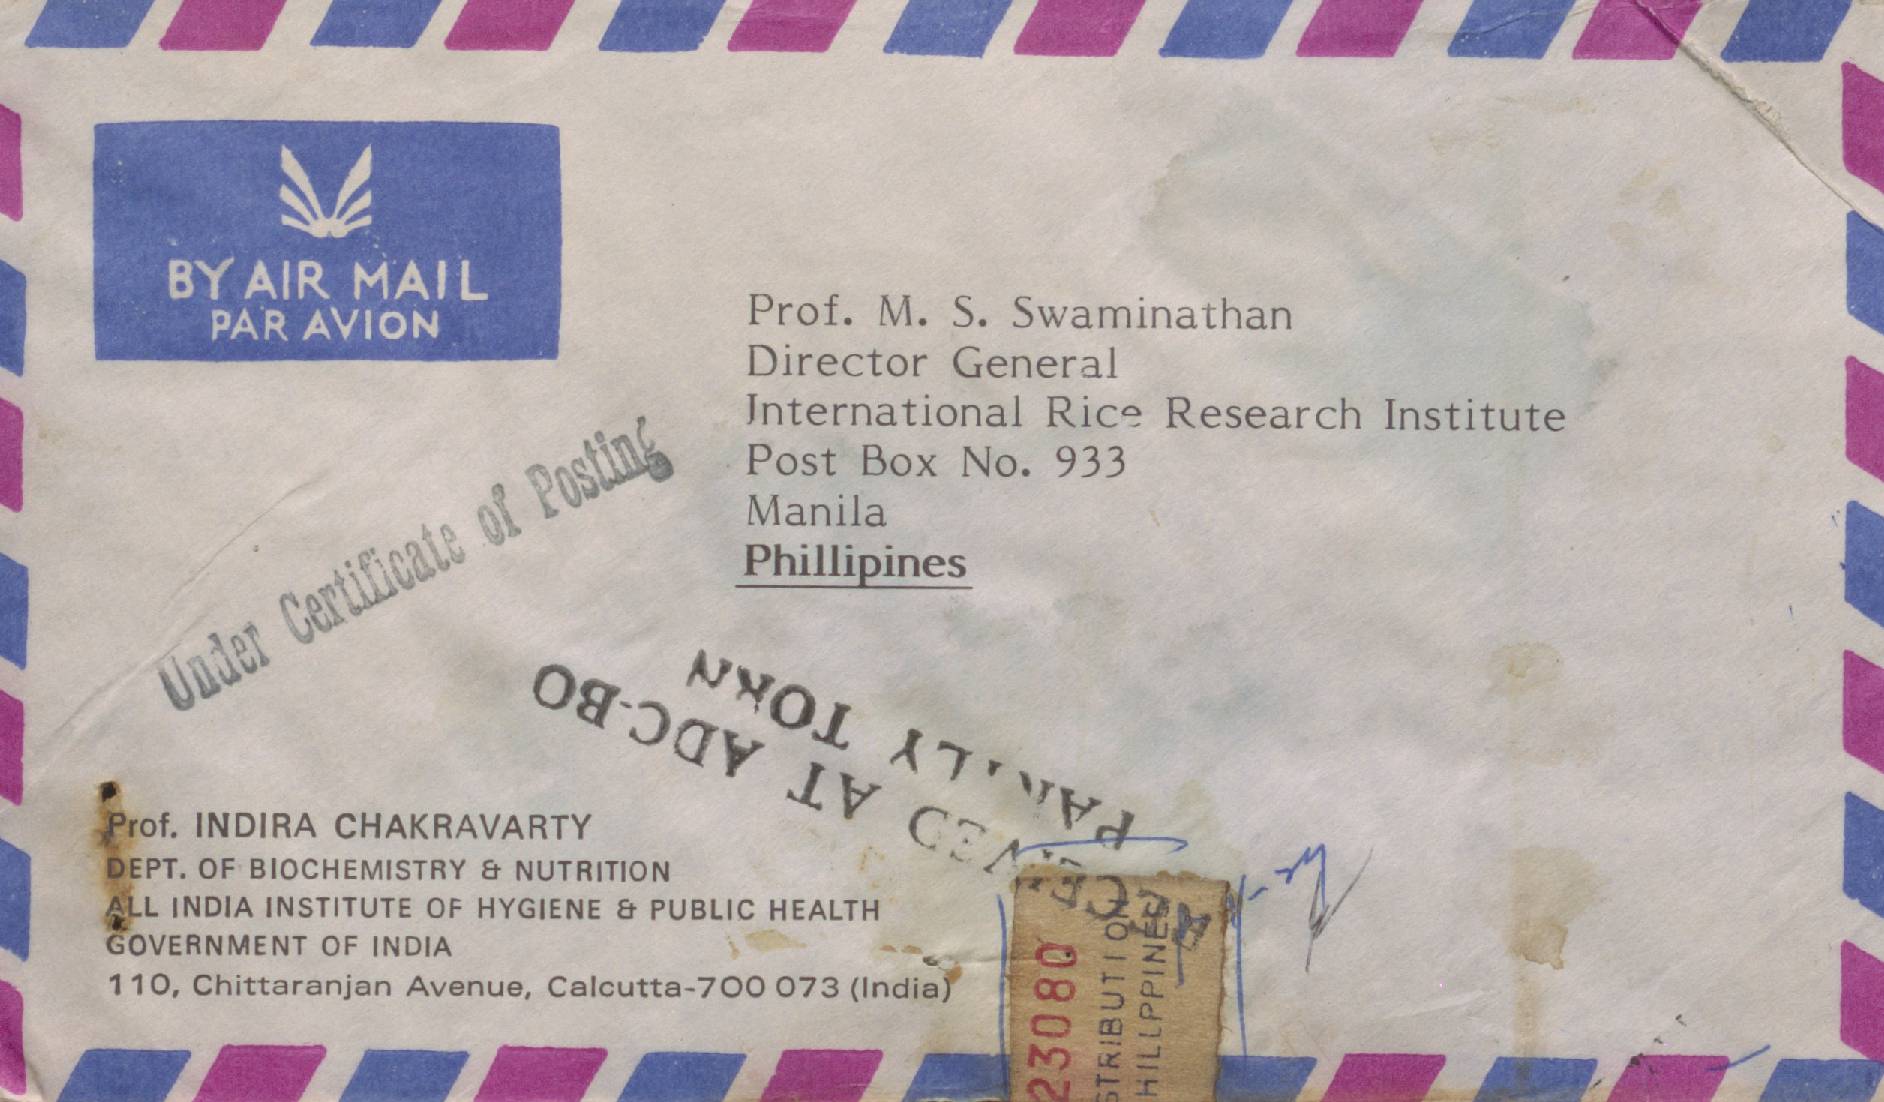 BY AIR MAIL
PAR AVION
Prof. M. S. Swaminathan
Director General
International Rice Research Institute
Post Box No. 933
Manila
Phillipines
Under Certificate of Posting
AT ADC-BO
TORN
Prof. INDIRA CHAKRAVARTY
DEPT. OF BIOCHEMISTRY & NUTRITION
ALL INDIA INSTITUTE OF HYGIENE & PUBLIC HEALTH
GOVERNMENT OF INDIA
110, Chittaranjan Avenue, Calcutta-700 073 (India)
23080
STRIBUTION
HILLPPINES